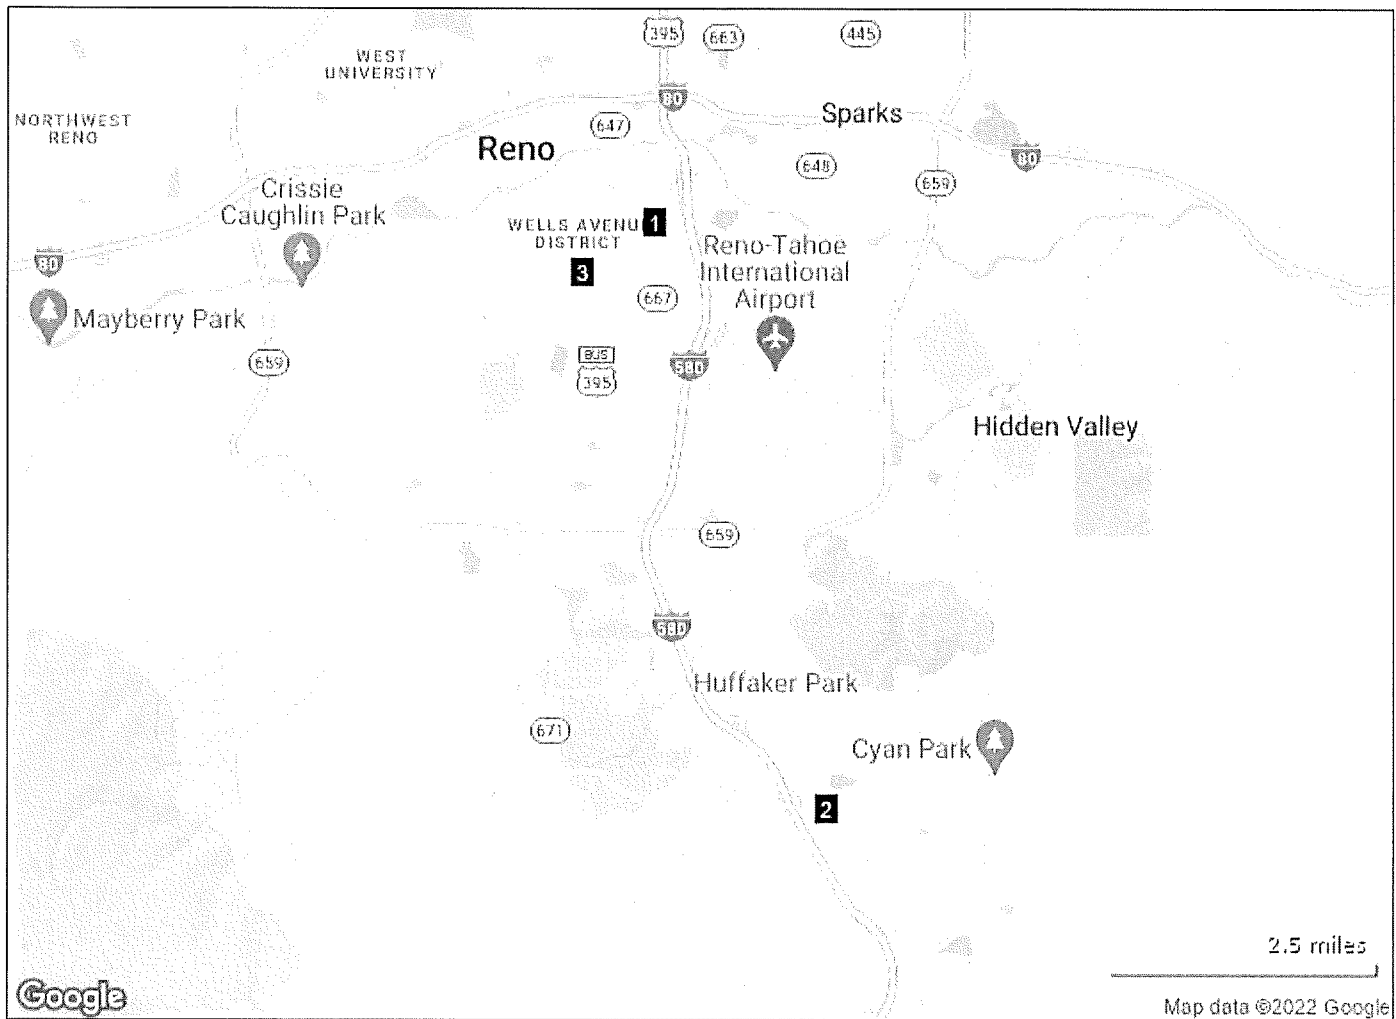 395
663
445
WEST
UNIVERSITY
80
Sparks
NORTHWEST
RENO
647
Reno
648
80
659
Crissie
Caughlin Park
WELLS AVENU
DISTRICT
1
Reno-Tahoe
International
Airport
80
3
667
Mayberry Park
659
BUS
395
580
Hidden Valley
659
580
Huffaker Park
671
Cyan Park
2
2.5 miles
Google
Map data ©2022 Google